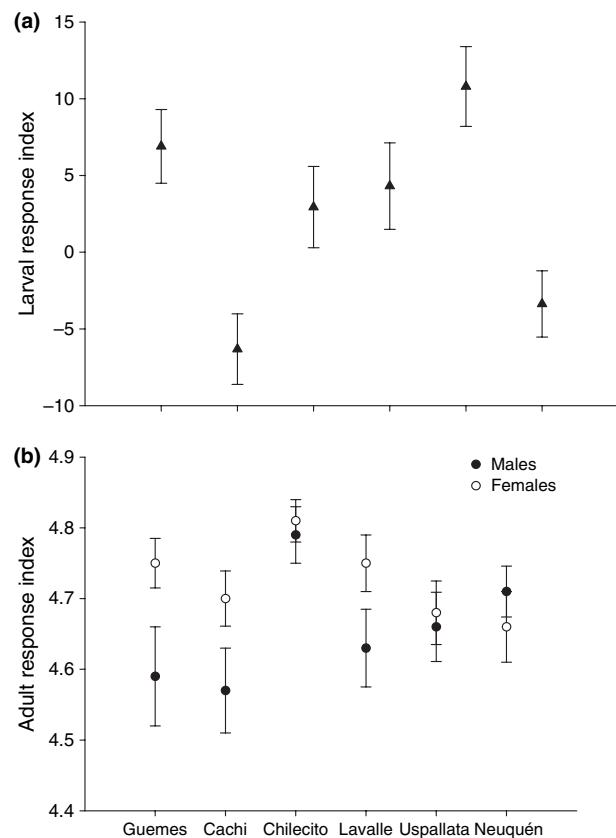 (a)
15
10
5
0
−5
−10
Larval response index
(b)
4.9
4.8
4.7
4.6
4.5
4.4
Adult response index
Males
Females
Guemes Cachi Chilecito Lavalle Uspallata Neuquén